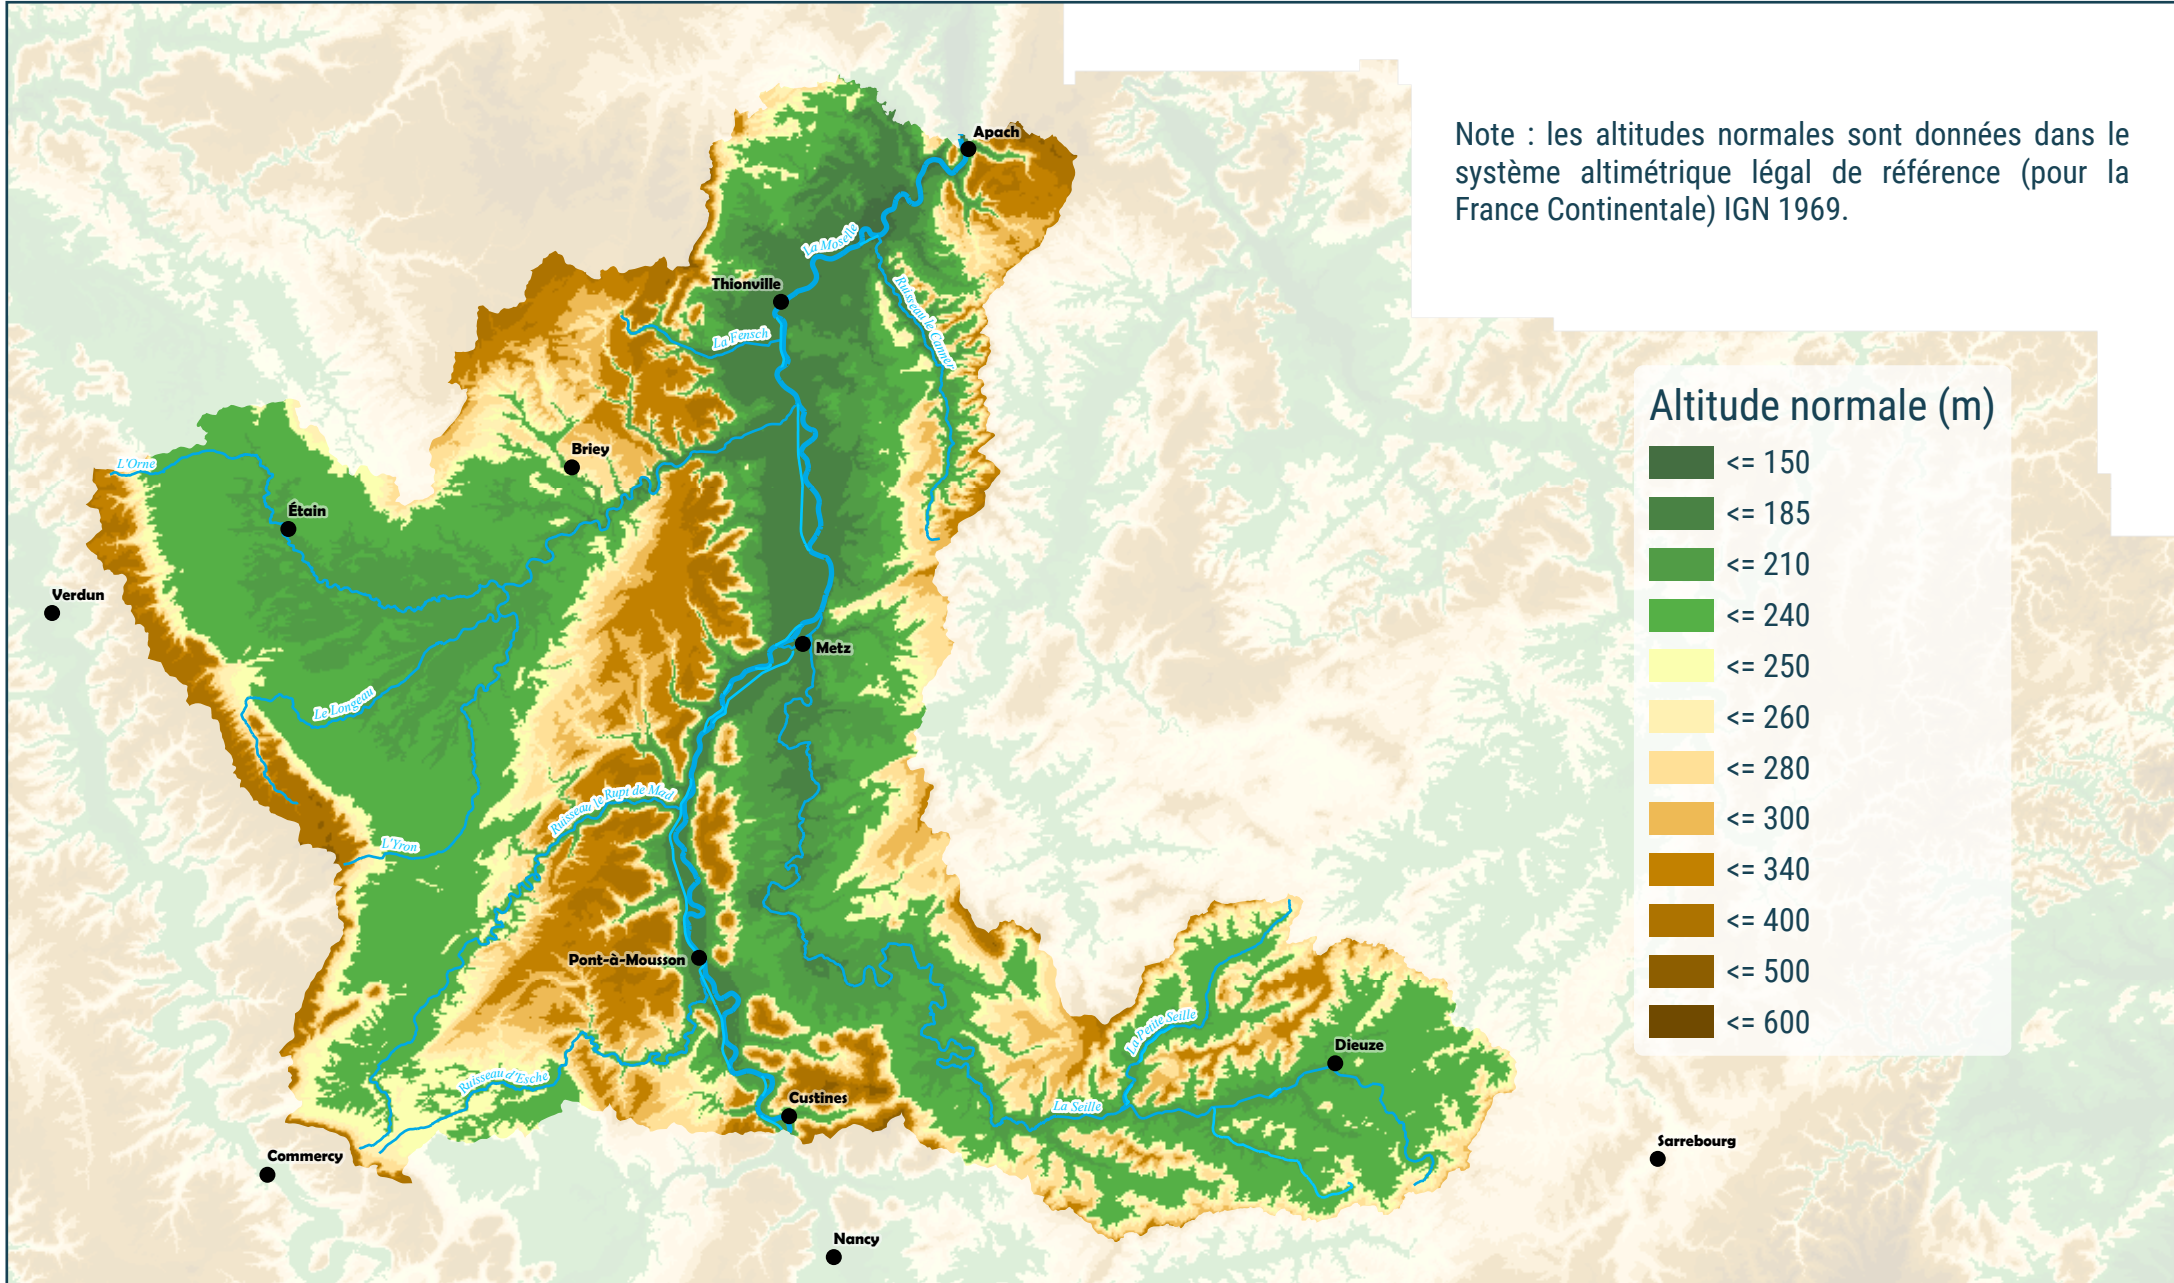 Apach
Note : les altitudes normales sont données dans le
système altimétrique légal de référence (pour la
France Continentale) IGN 1969.
La Moselle
Thionville
Ruisseau le Canner
La Fensch
Altitude normale (m)
<= 150
<= 185
<= 210
<= 240
<= 250
<= 260
<= 280
<= 300
<= 340
<= 400
<= 500
<= 600
Briey
L'Orne
Étain
Verdun
Metz
Le Longeau
Ruisseau le Rupt de Mad
L'Yron
Pont-à-Mousson
La Petite Seille
Dieuze
Ruisseau d'Esche
Custines
La Seille
Sarrebourg
Commercy
Nancy